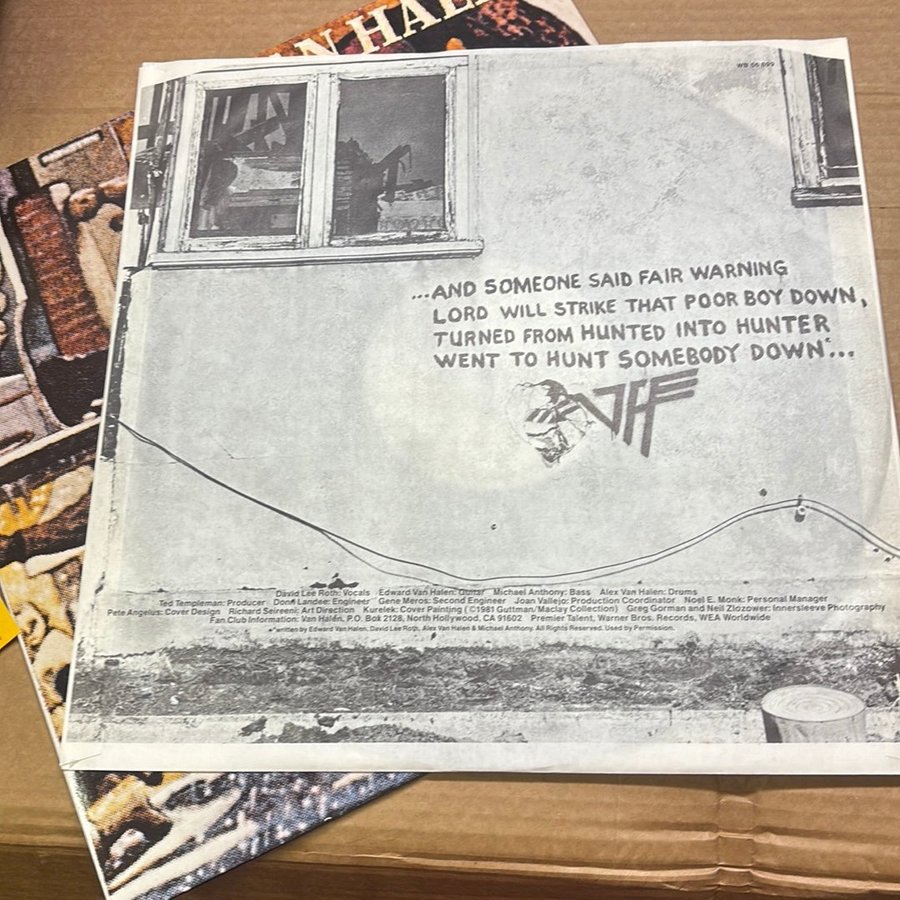 AN HALE
WB 56 899
...AND SOMEONE SAID FAIR WARNING
LORD WILL STRIKE THAT POOR BOY DOWN,
TURNED FROM HUNTED INTO HUNTER
WENT TO HUNT SOMEBODY DOWN*...
David Lee Roth: Vocals Edward Van Halen: Guitar Michael Anthony: Bass Alex Van Halen: Drums
Ted Templeman: Producer Donn Landee: Engineer Gene Meros: Second Engineer Joan Vallejo: Production Coordinator Noel E. Monk: Personal Manager
Pete Angelus: Cover Design Richard Seireeni: Art Direction Kurelek: Cover Painting (©1981 Guttman/Maclay Collection) Greg Gorman and Neil Zlozower: Innersleeve Photography
Fan Club Information: Van Halen, P.O. Box 2128, North Hollywood, CA 91602 Premier Talent, Warner Bros. Records, WEA Worldwide
*written by Edward Van Halen, David Lee Roth, Alex Van Halen & Michael Anthony. All Rights Reserved. Used by Permission.